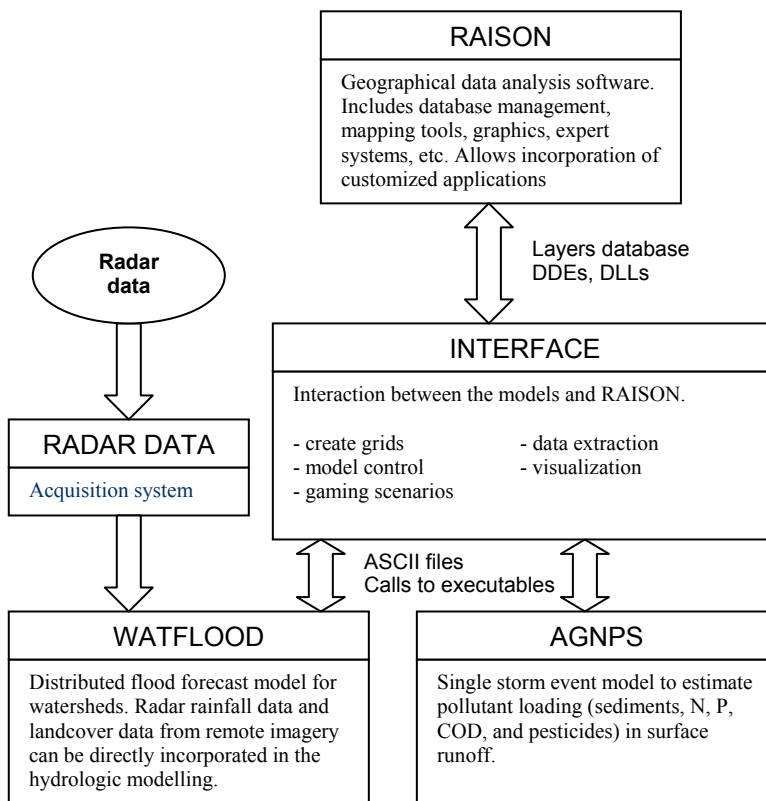 RAISON
Geographical data analysis software.
Includes database management,
mapping tools, graphics, expert
systems, etc. Allows incorporation of
customized applications
Layers database
DDEs, DLLs
Radar
data
INTERFACE
Interaction between the models and RAISON.
- create grids
- model control
- gaming scenarios
- data extraction
- visualization
RADAR DATA
Acquisition system
ASCII files
Calls to executables
WATFLOOD
Distributed flood forecast model for
watersheds. Radar rainfall data and
landcover data from remote imagery
can be directly incorporated in the
hydrologic modelling.
AGNPS
Single storm event model to estimate
pollutant loading (sediments, N, P,
COD, and pesticides) in surface
runoff.